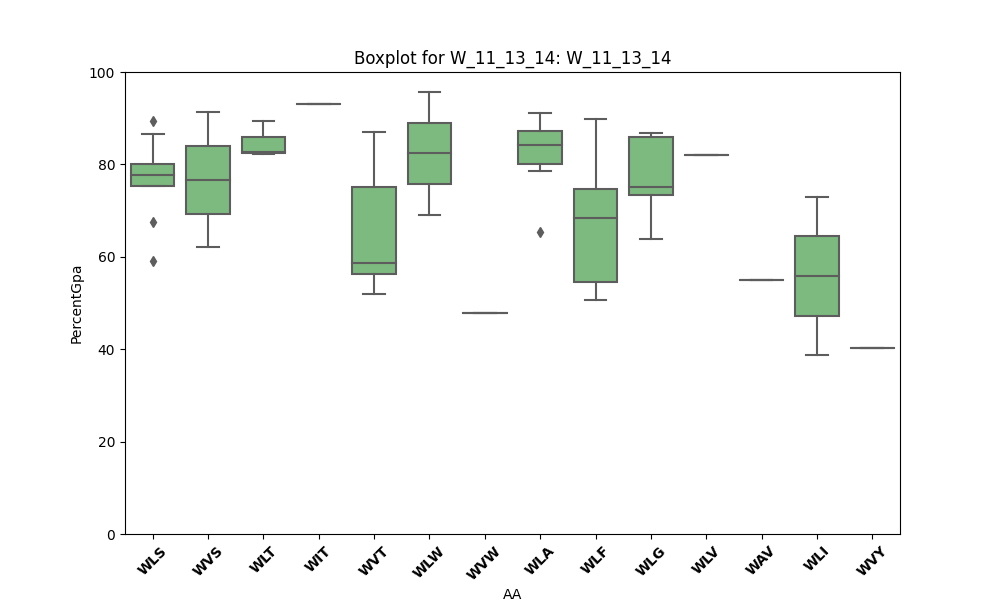 Boxplot for W_11_13_14: W_11_13_14
PercentGpa
100
80
60
40
20
0
WLS WVS WLT WIT WVT WLW WVW WLA WLF WLG WLV WAV WLI WVY
AA